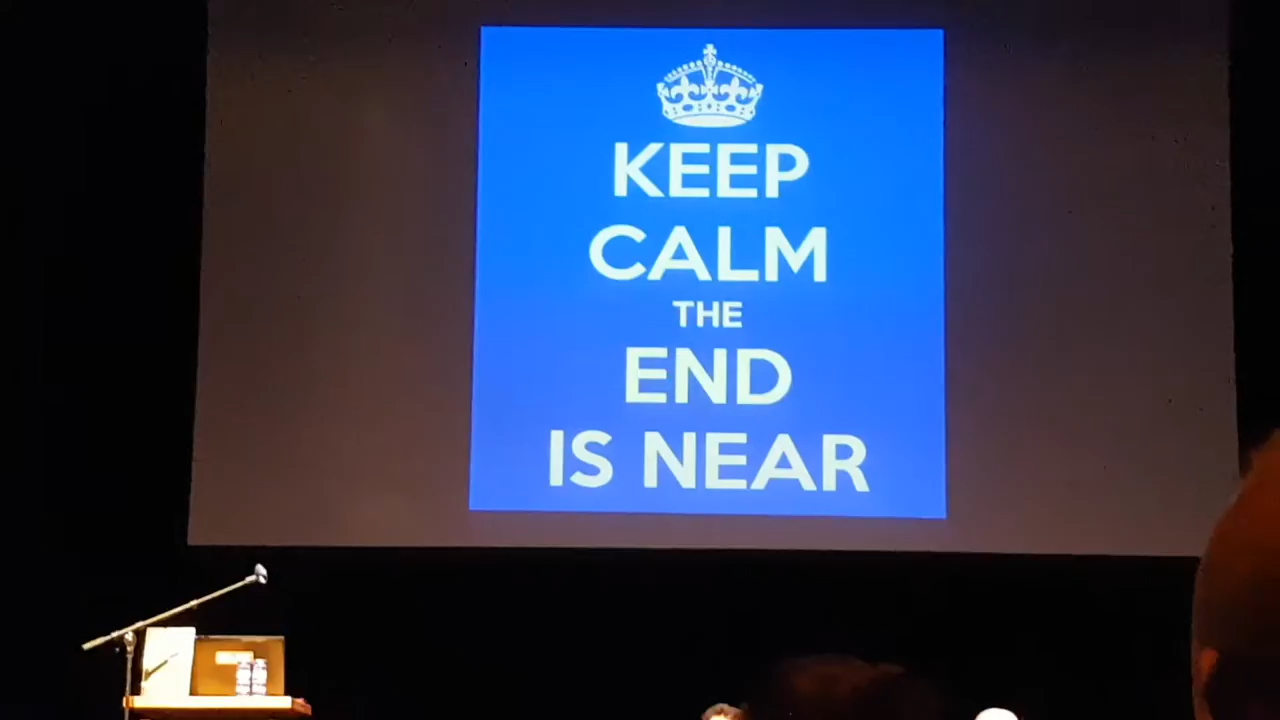 KEEP
CALM
THE
END
IS NEAR